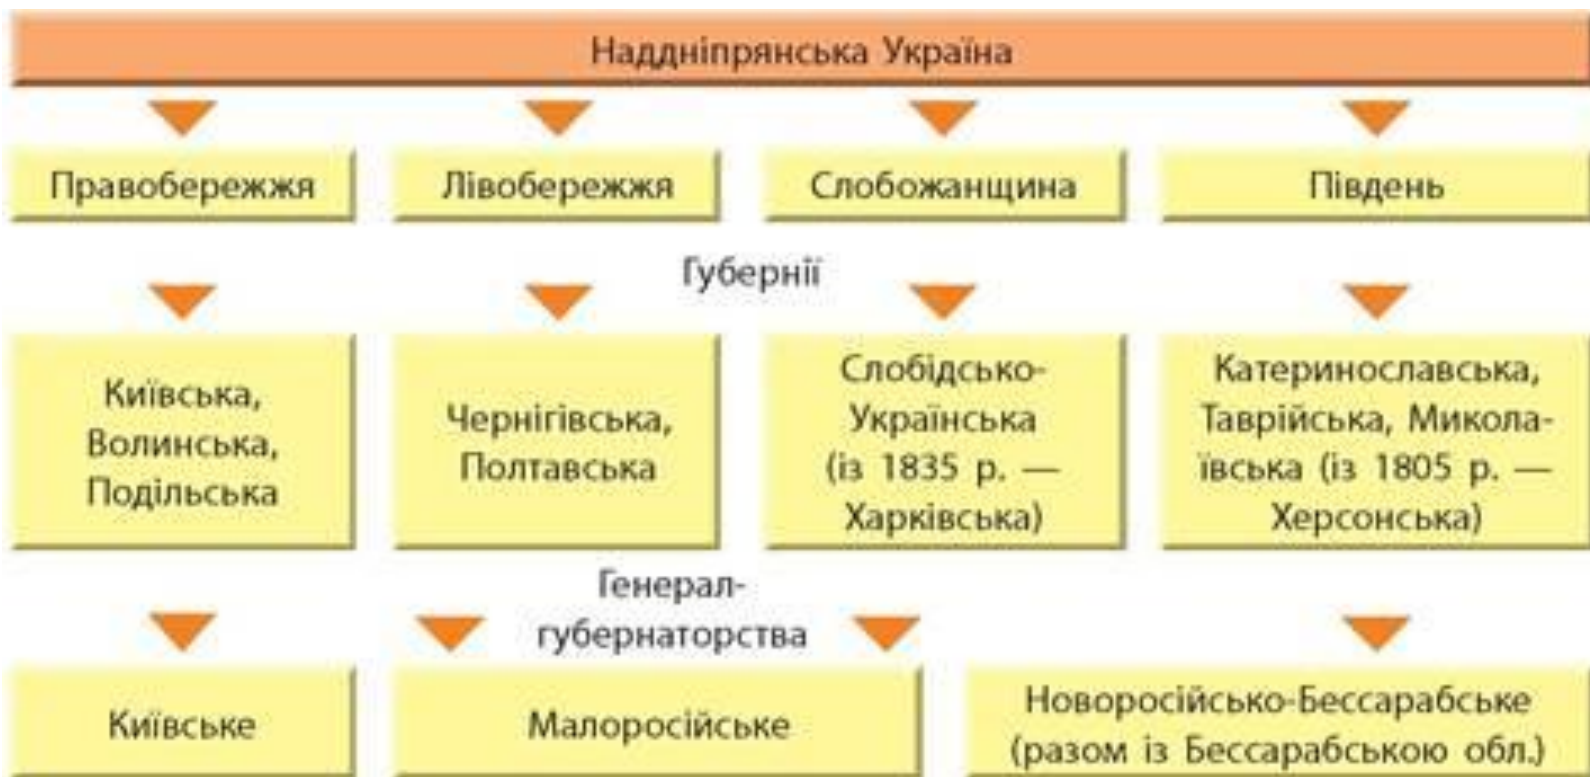 Наддніпрянська Україна
Правобережжя
Лівобережжя
Слобожанщина
Південь
Губернії
Київська,
Волинська,
Подільська
Чернігівська,
Полтавська
Слобідсько-
Українська
(із 1835 р. —
Харківська)
Катеринославська,
Таврійська, Микола-
ївська (із 1805 р. —
Херсонська)
Генерал-
губернаторства
Київське
Малоросійське
Новоросійсько-Бессарабське
(разом із Бессарабською обл.)